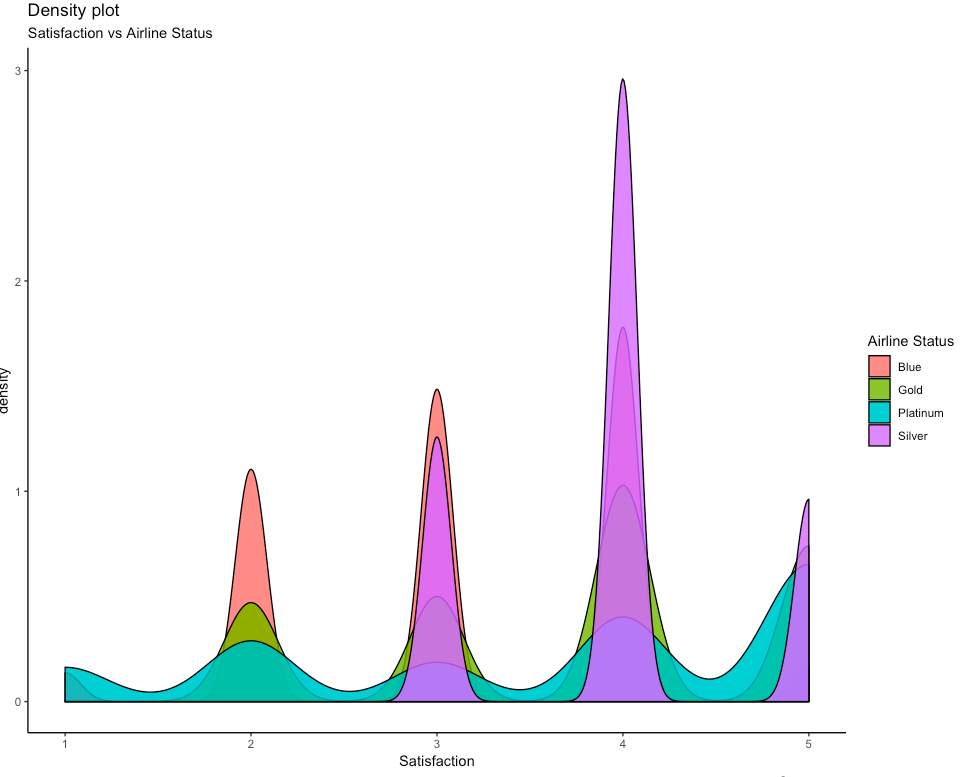 Density plot
Satisfaction vs Airline Status
3
2
1
0
density
1 2 3 4 5
Satisfaction
Airline Status
Blue
Gold
Platinum
Silver